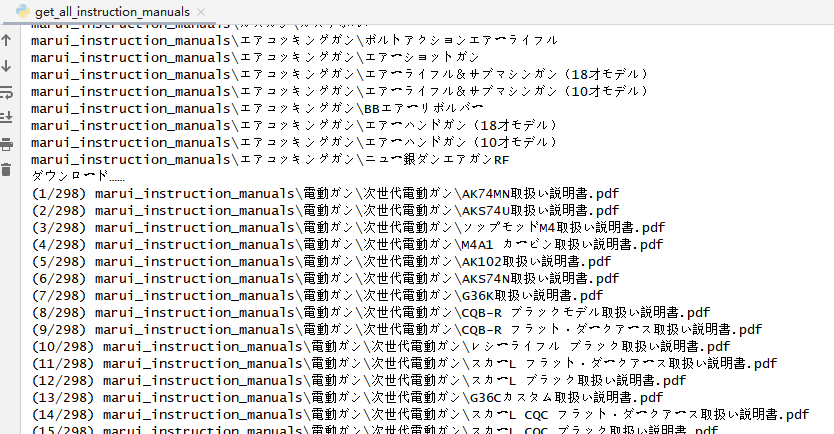 get_all_instruction_manuals
marui_instruction_manuals\エアコッキングガン\ボルトアクションエアーライフル
marui_instruction_manuals\エアコッキングガン\エアーショットガン
marui_instruction_manuals\エアコッキングガン\エアーライフル＆サブマシンガン（18才モデル）
marui_instruction_manuals\エアコッキングガン\エアーライフル＆サブマシンガン（10才モデル）
marui_instruction_manuals\エアコッキングガン\BBエアーリボルバー
marui_instruction_manuals\エアコッキングガン\エアーハンドガン（18才モデル）
marui_instruction_manuals\エアコッキングガン\エアーハンドガン（10才モデル）
marui_instruction_manuals\エアコッキングガン\ニュー銀ダンエアガンRF
ダウンロード……
(1/298) marui_instruction_manuals\電動ガン\次世代電動ガン\AK74MN取扱い説明書.pdf
(2/298) marui_instruction_manuals\電動ガン\次世代電動ガン\AKS74U取扱い説明書.pdf
(3/298) marui_instruction_manuals\電動ガン\次世代電動ガン\ソップモッドM4取扱い説明書.pdf
(4/298) marui_instruction_manuals\電動ガン\次世代電動ガン\M4A1 カービン取扱い説明書.pdf
(5/298) marui_instruction_manuals\電動ガン\次世代電動ガン\AK102取扱い説明書.pdf
(6/298) marui_instruction_manuals\電動ガン\次世代電動ガン\AKS74N取扱い説明書.pdf
(7/298) marui_instruction_manuals\電動ガン\次世代電動ガン\G36K取扱い説明書.pdf
(8/298) marui_instruction_manuals\電動ガン\次世代電動ガン\CQB-R ブラックモデル取扱い説明書.pdf
(9/298) marui_instruction_manuals\電動ガン\次世代電動ガン\CQB-R フラット・ダークアース取扱い説明書.pdf
(10/298) marui_instruction_manuals\電動ガン\次世代電動ガン\レシーライフル ブラック取扱い説明書.pdf
(11/298) marui_instruction_manuals\電動ガン\次世代電動ガン\スカーL フラット・ダークアース取扱い説明書.pdf
(12/298) marui_instruction_manuals\電動ガン\次世代電動ガン\スカーL ブラック取扱い説明書.pdf
(13/298) marui_instruction_manuals\電動ガン\次世代電動ガン\G36Cカスタム取扱い説明書.pdf
(14/298) marui_instruction_manuals\電動ガン\次世代電動ガン\スカーL CQC フラット・ダークアース取扱い説明書.pdf
(15/298) marui_instruction_manuals\電動ガン\次世代電動ガン\スカーL CQC ブラック取扱い説明書.pdf